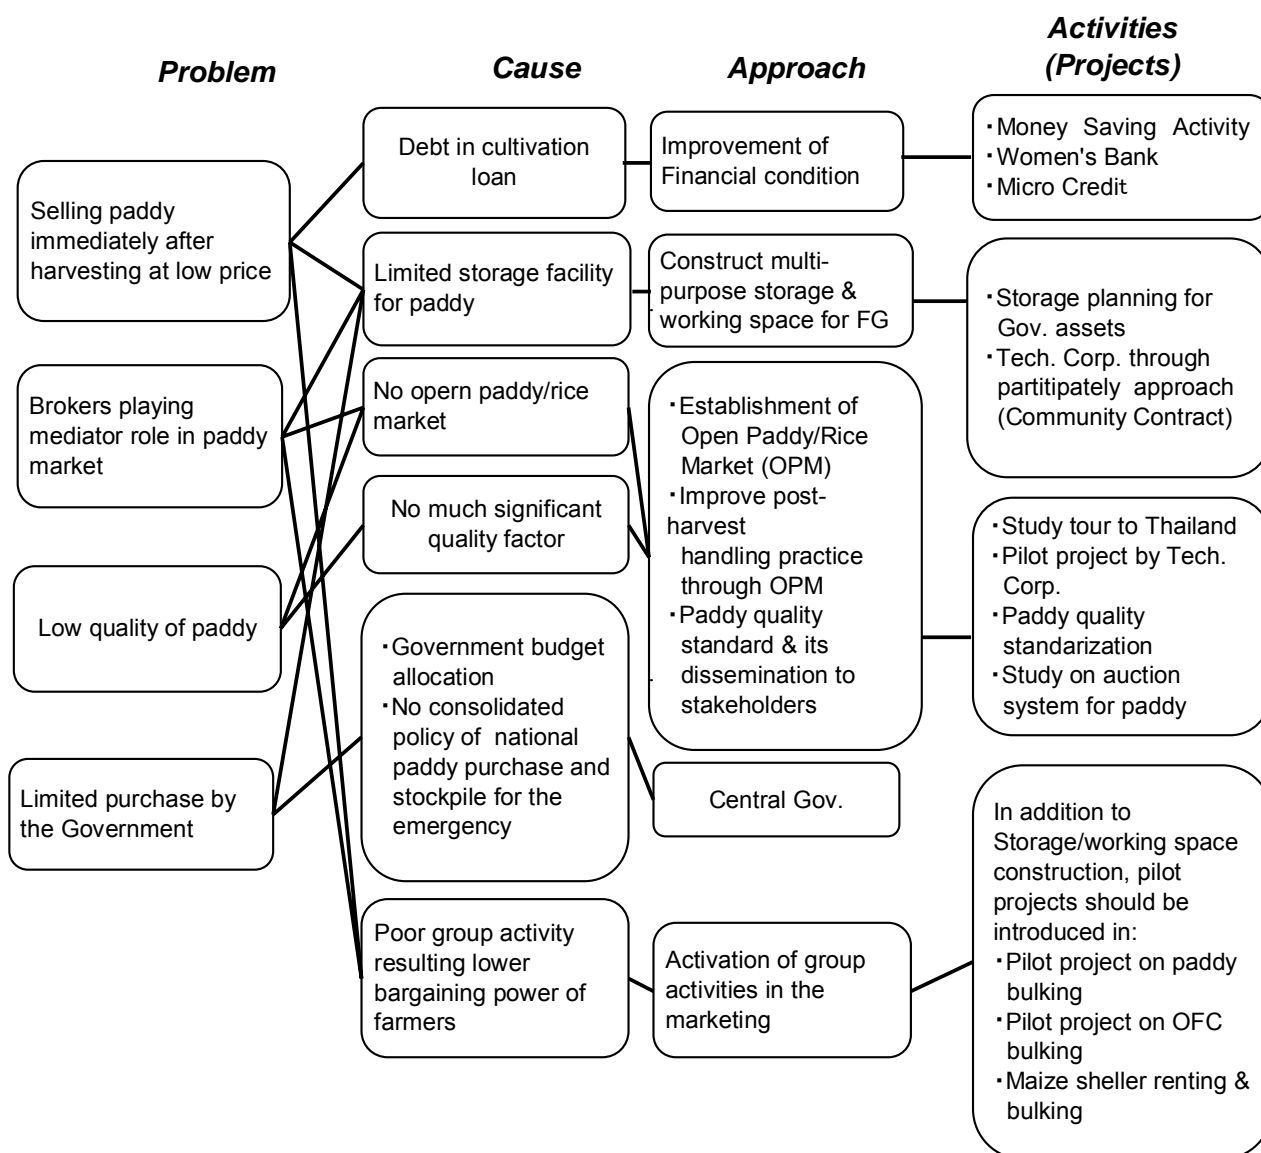 Problem
Cause
Approach
Activities
(Projects)
Selling paddy
immediately after
harvesting at low price
Brokers playing
mediator role in paddy
market
Low quality of paddy
Limited purchase by
the Government
Debt in cultivation
loan
Limited storage facility
for paddy
No opern paddy/rice
market
No much significant
quality factor
・Government budget
allocation
・No consolidated
policy of national
paddy purchase and
stockpile for the
emergency
Poor group activity
resulting lower
bargaining power of
farmers
Improvement of
Financial condition
Construct multi-
purpose storage &
working space for FG
・Establishment of
Open Paddy/Rice
Market (OPM)
・Improve post-
harvest
handling practice
through OPM
・Paddy quality
standard & its
dissemination to
stakeholders
Central Gov.
Activation of group
activities in the
marketing
・Money Saving Activity
・Women's Bank
・Micro Credit
・Storage planning for
Gov. assets
・Tech. Corp. through
partitipately approach
(Community Contract)
・Study tour to Thailand
・Pilot project by Tech.
Corp.
・Paddy quality
standarization
・Study on auction
system for paddy
In addition to
Storage/working space
construction, pilot
projects should be
introduced in:
・Pilot project on paddy
bulking
・Pilot project on OFC
bulking
・Maize sheller renting &
bulking